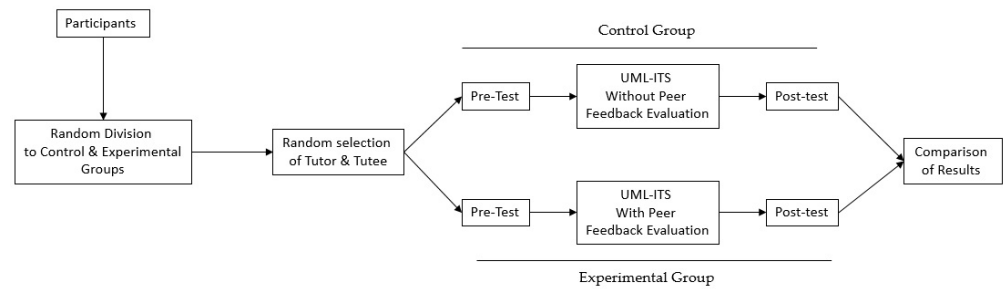 Participants
Random Division
to Control & Experimental
Groups
Random selection
of Tutor & Tutee
Control Group
Pre-Test
UML-ITS
Without Peer
Feedback Evaluation
Post-test
Pre-Test
UML-ITS
With Peer
Feedback Evaluation
Post-test
Experimental Group
Comparison
of Results